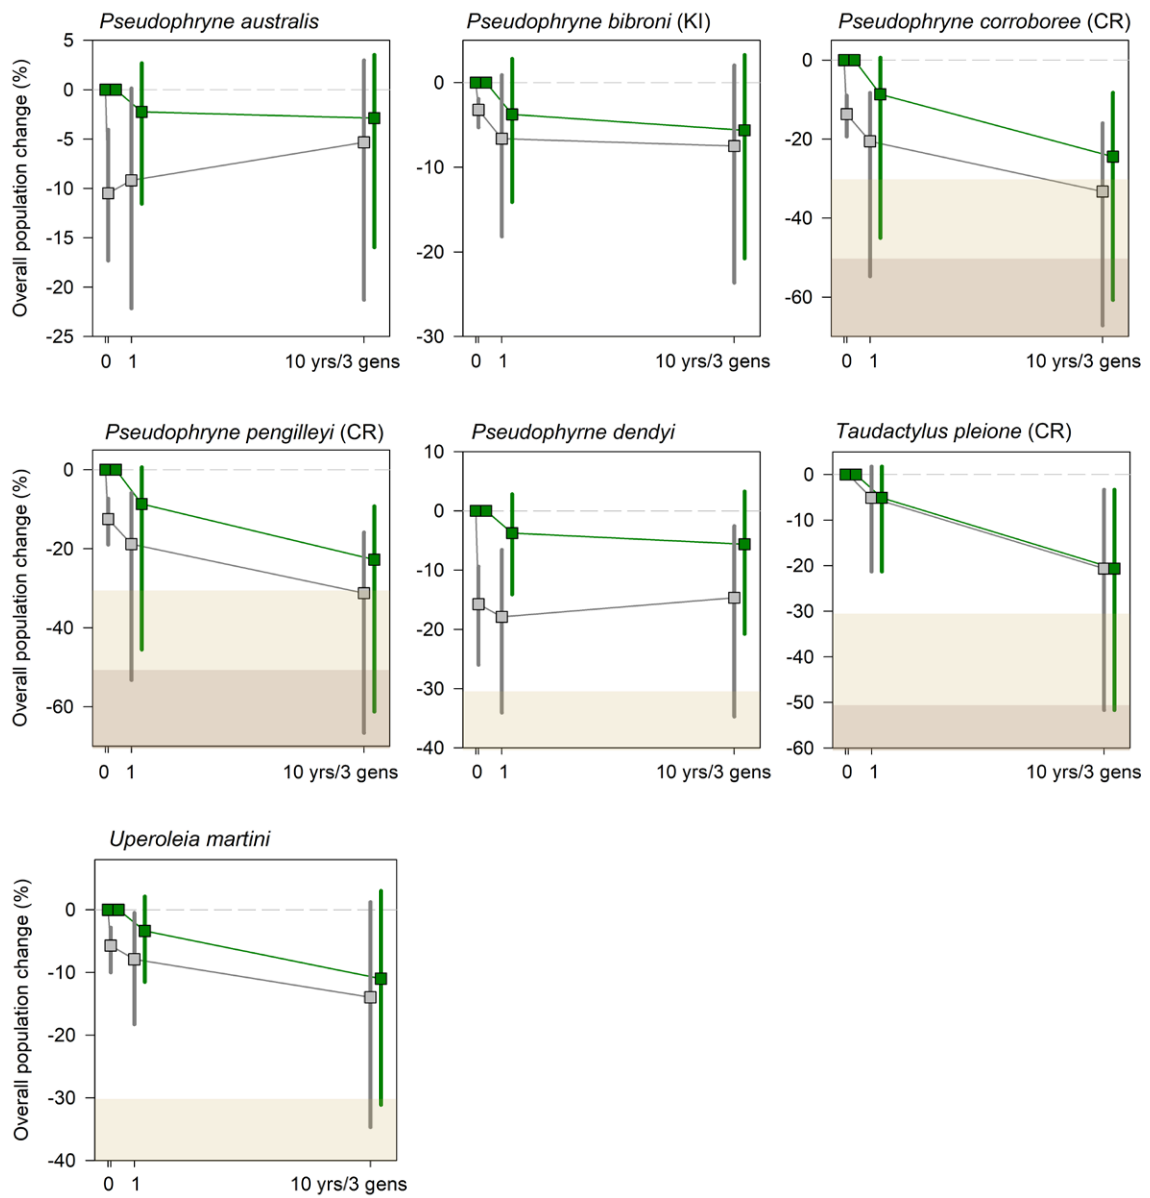 Pseudophryne australis
Pseudophryne bibroni (KI)
Pseudophryne corroboree (CR)
Overall population change (%)
5
0
-5
-10
-15
-20
-25
0 1 10 yrs/3 gens
0
-10
-20
-30
0 1 10 yrs/3 gens
0
-20
-40
-60
0 1 10 yrs/3 gens
Pseudophryne pengilleyi (CR)
Pseudophyrne dendyi
Taudactylus pleione (CR)
Overall population change (%)
0
-20
-40
-60
0 1 10 yrs/3 gens
10
0
-10
-20
-30
-40
0 1 10 yrs/3 gens
0
-10
-20
-30
-40
-50
-60
0 1 10 yrs/3 gens
Uperoleia martini
Overall population change (%)
0
-10
-20
-30
-40
0 1 10 yrs/3 gens